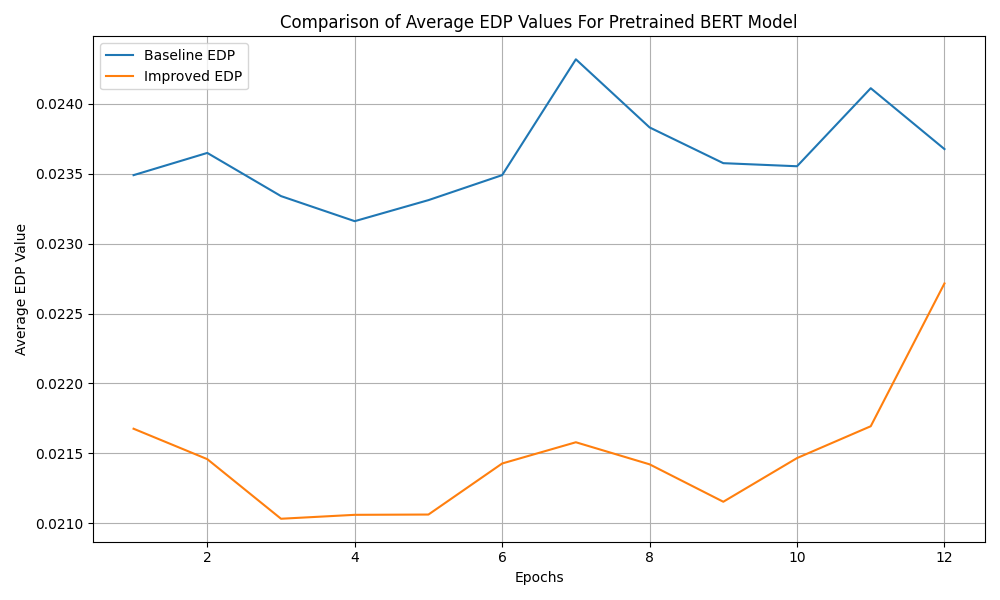 Comparison of Average EDP Values For Pretrained BERT Model
Baseline EDP
Improved EDP
Average EDP Value
0.0240
0.0235
0.0230
0.0225
0.0220
0.0215
0.0210
2 4 6 8 10 12
Epochs